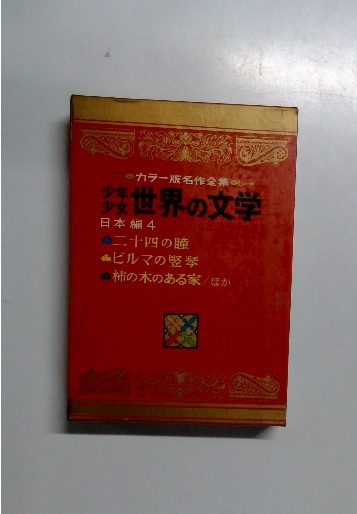 カラー版名作全集
少年少女世界の文学
日本編4
二十四の瞳
ビルマの竪琴
柿の木のある家/ほか